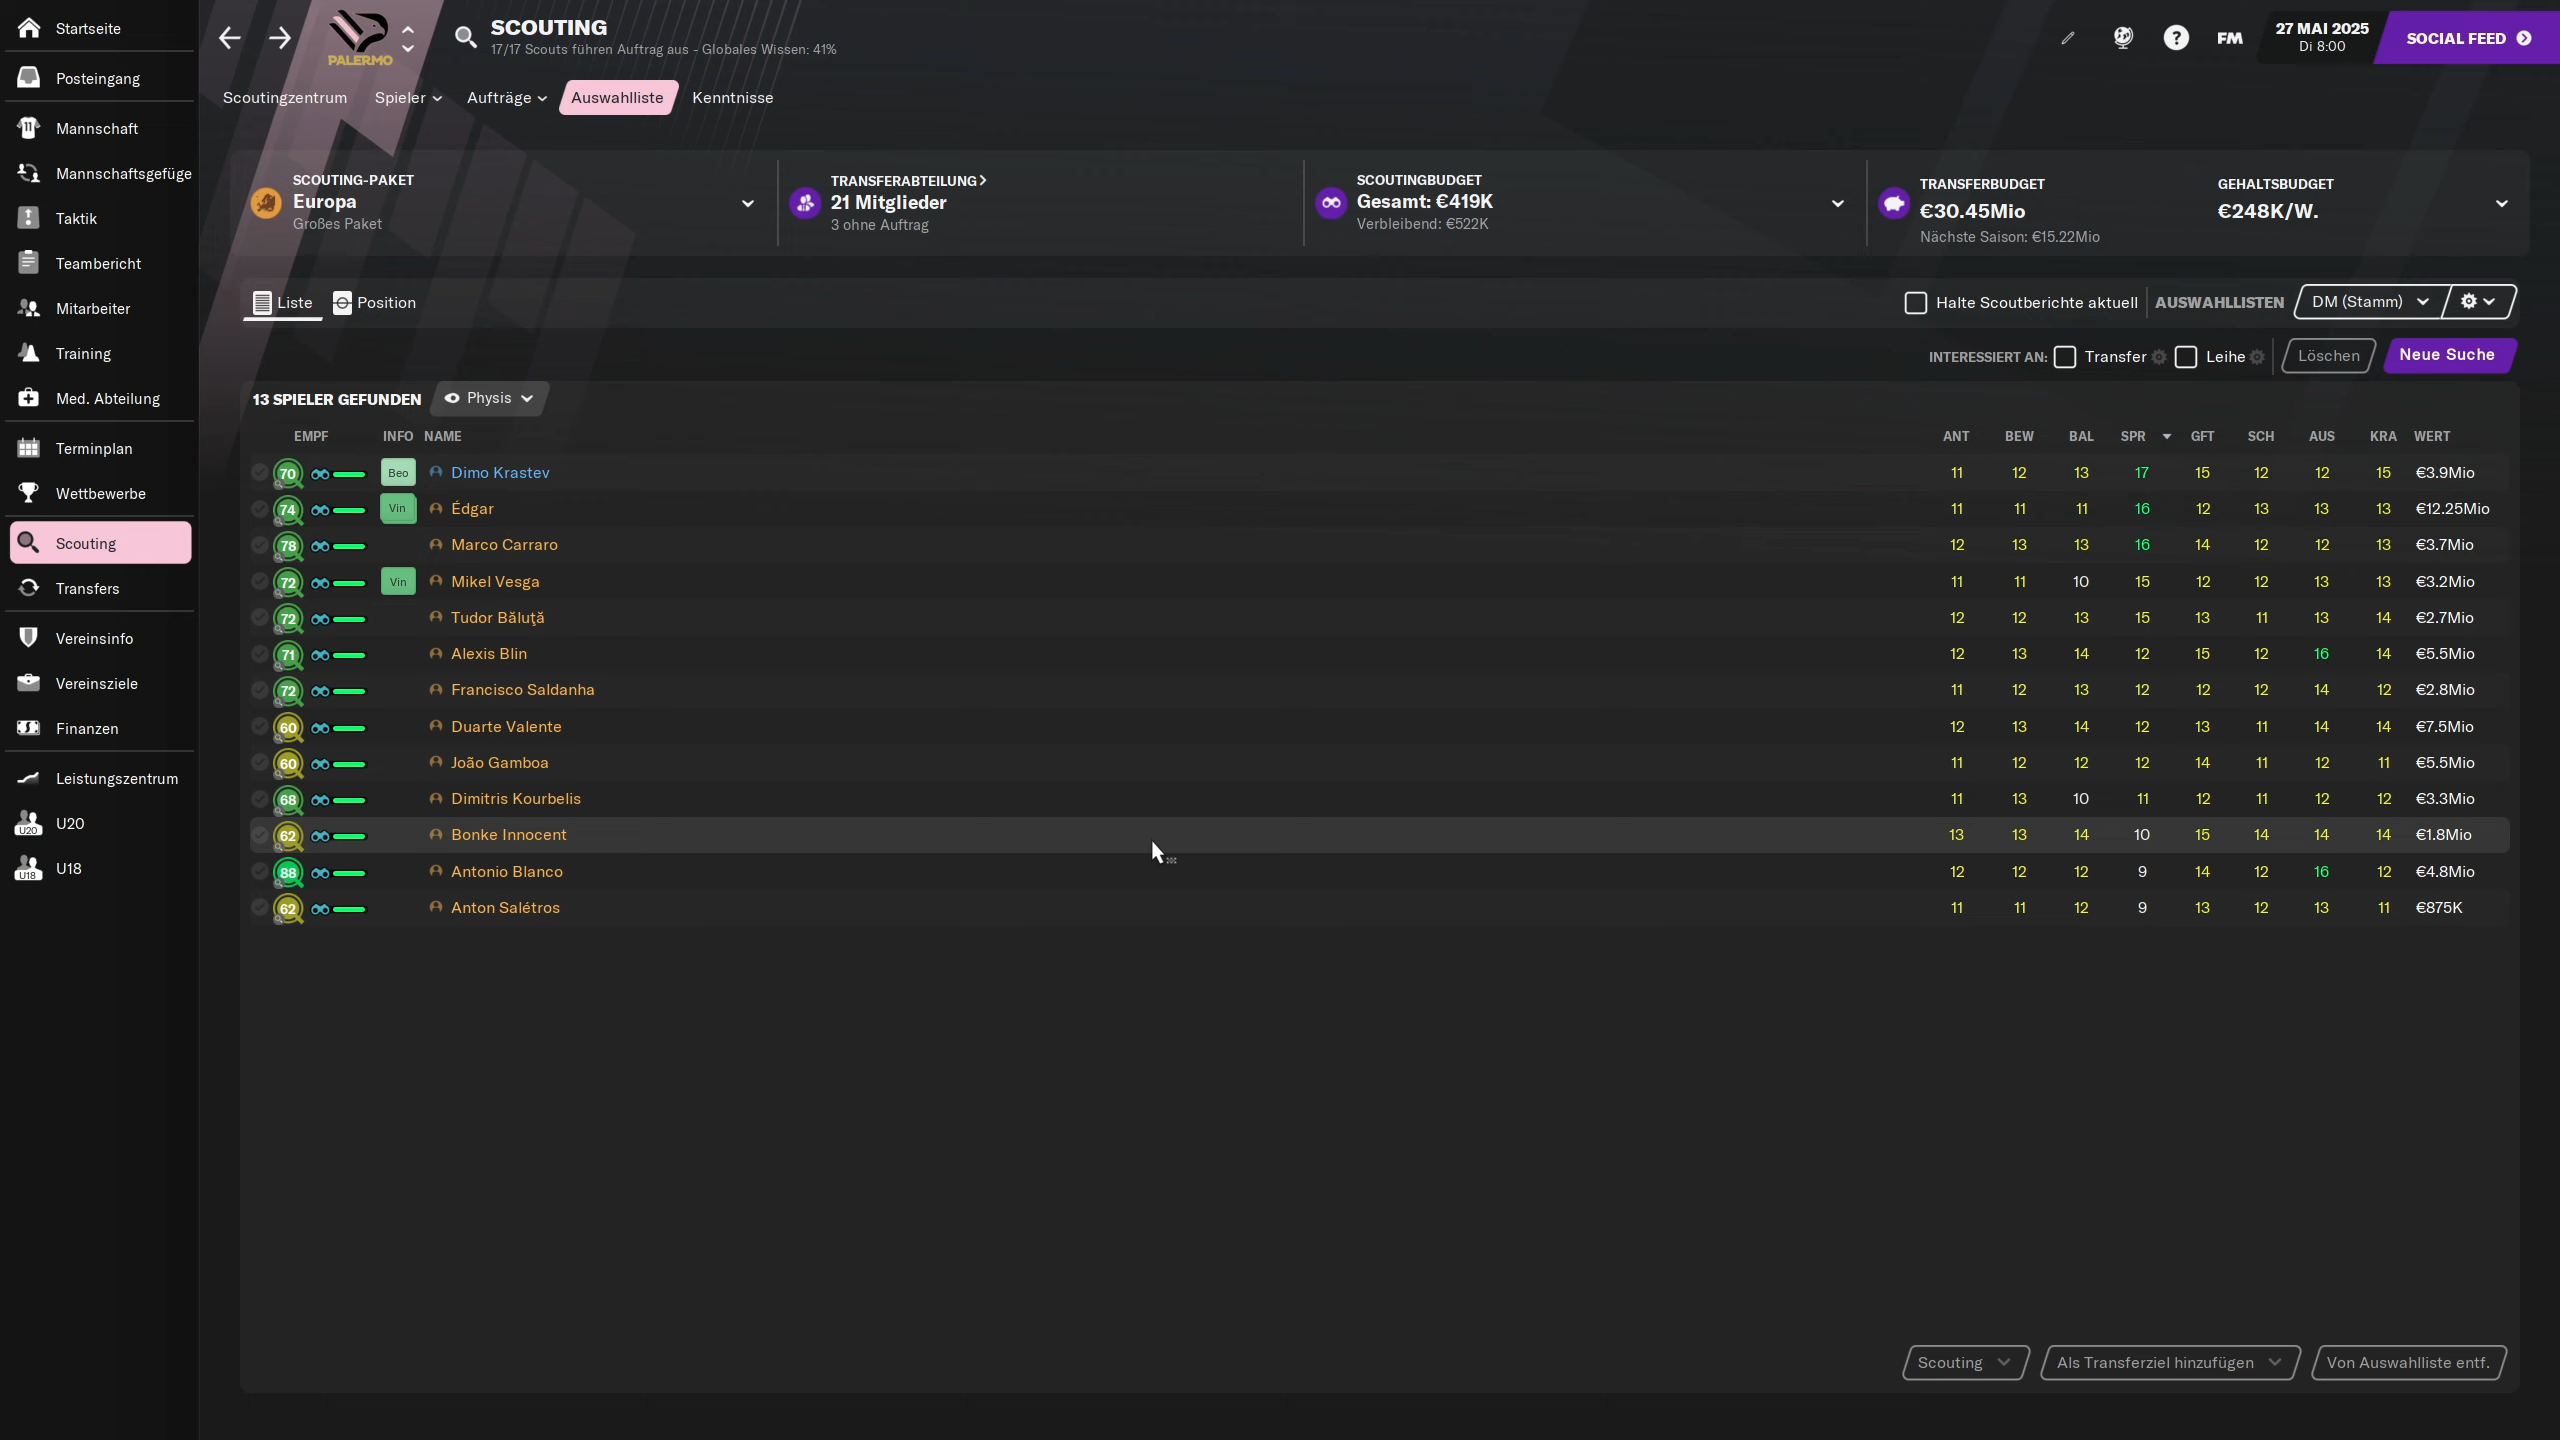 Startseite
Posteingang
Mannschaft
Mannschaftsgefüge
Taktik
Teambericht
Mitarbeiter
Training
Med. Abteilung
Terminplan
Wettbewerbe
Scouting
Transfers
Vereinsinfo
Vereinsziele
Finanzen
Leistungszentrum
U20 U20
U18 U18
PALERMO
SCOUTING
17/17 Scouts führen Auftrag aus - Globales Wissen: 41%
FM
27 MAI 2025
Di 8:00
SOCIAL FEED
Scoutingzentrum Spieler Aufträge Auswahlliste Kenntnisse
SCOUTING-PAKET
Europa
Großes Paket
TRANSFERABTEILUNG
21 Mitglieder
3 ohne Auftrag
SCOUTINGBUDGET
Gesamt: €419K
Verbleibend: €522K
TRANSFERBUDGET
€30.45Mio
Nächste Saison: €15.22Mio
GEHALTSBUDGET
€248K/W.
Liste Position
Halte Scoutberichte aktuell AUSWAHLLISTEN DM (Stamm)
INTERESSIERT AN: Transfer Leihe Löschen Neue Suche
13 SPIELER GEFUNDEN Physis
EMPF INFO NAME ANT BEW BAL SPR GFT SCH AUS KRA WERT
70 Beo Dimo Krastev 11 12 13 17 15 12 12 15 €3.9Mio
74 Vin Édgar 11 11 11 16 12 13 13 13 €12.25Mio
78 Marco Carraro 12 13 13 16 14 12 12 13 €3.7Mio
72 Vin Mikel Vesga 11 11 10 15 12 12 13 13 €3.2Mio
72 Tudor Băluţă 12 12 13 15 13 11 13 14 €2.7Mio
71 Alexis Blin 12 13 14 12 15 12 16 14 €5.5Mio
72 Francisco Saldanha 11 12 13 12 12 12 14 12 €2.8Mio
60 Duarte Valente 12 13 14 12 13 11 14 14 €7.5Mio
60 João Gamboa 11 12 12 12 14 11 12 11 €5.5Mio
68 Dimitris Kourbelis 11 13 10 11 12 11 12 12 €3.3Mio
62 Bonke Innocent 13 13 14 10 15 14 14 14 €1.8Mio
88 Antonio Blanco 12 12 12 9 14 12 16 12 €4.8Mio
62 Anton Salétros 11 11 12 9 13 12 13 11 €875K
Scouting Als Transferziel hinzufügen Von Auswahlliste entf.